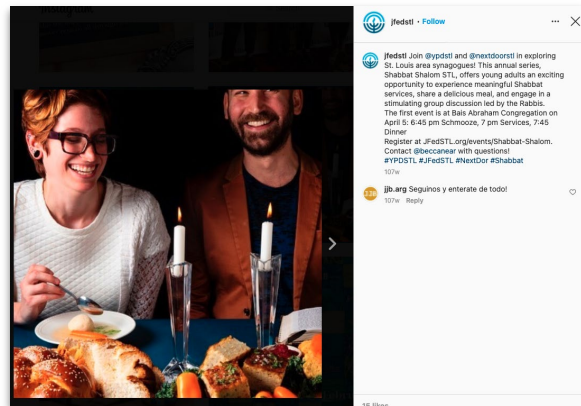 Instagram
jfedstl • Follow
jfedstl Join @ypdstl and @nextdoorstl in exploring
St. Louis area synagogues! This annual series,
Shabbat Shalom STL, offers young adults an exciting
opportunity to experience meaningful Shabbat
services, share a delicious meal, and engage in a
stimulating group discussion led by the Rabbis.
The first event is at Bais Abraham Congregation on
April 5: 6:45 pm Schmooze, 7 pm Services, 7:45
Dinner
Register at JFedSTL.org/events/Shabbat-Shalom.
Contact @beccanear with questions!
#YPDSTL #JFedSTL #NextDor #Shabbat
107w
jjb.arg Seguinos y enterate de todo!
107w Reply